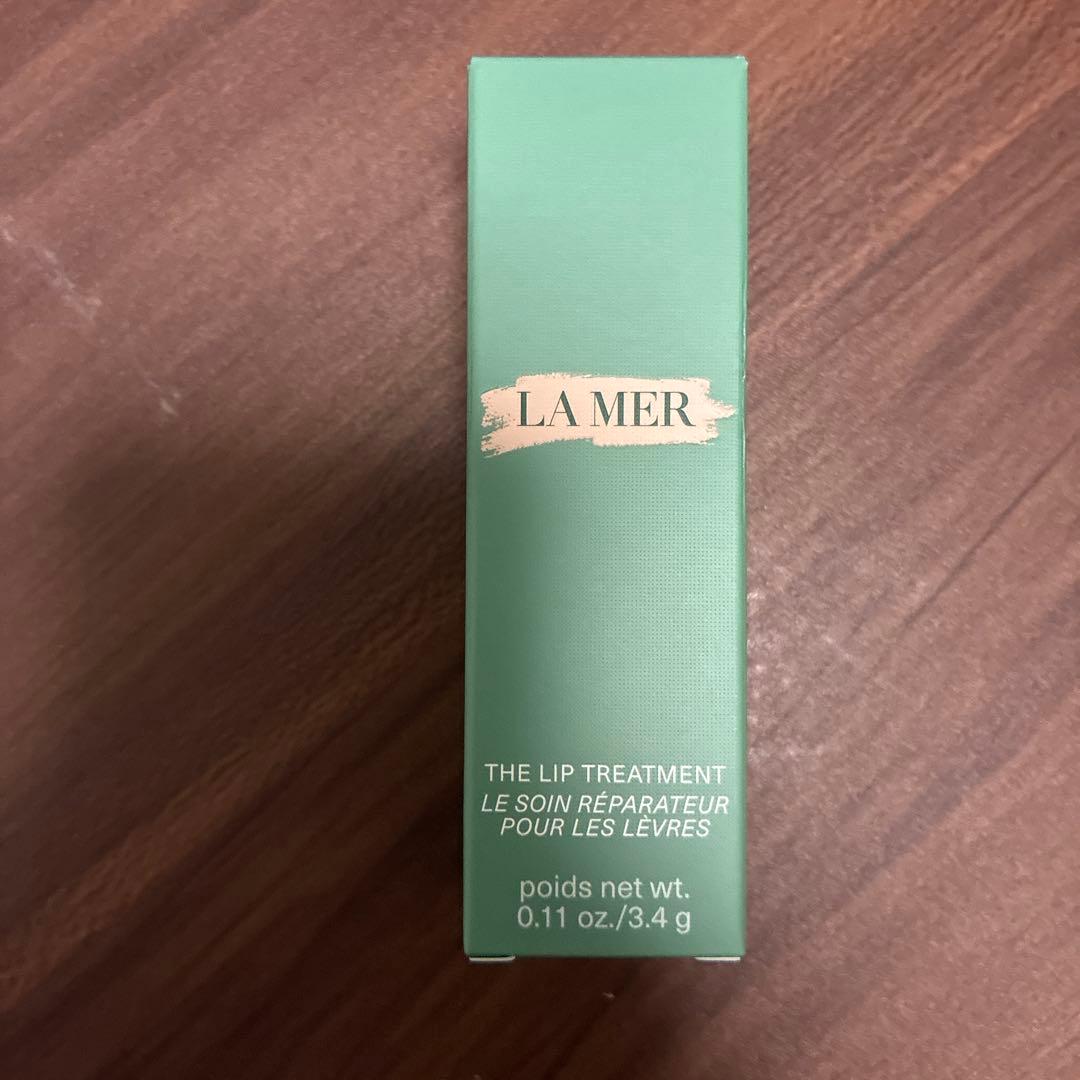 LA MER
THE LIP TREATMENT
LE SOIN RÉPARATEUR
POUR LES LÈVRES
poids net wt.
0.11 oz./3.4 g